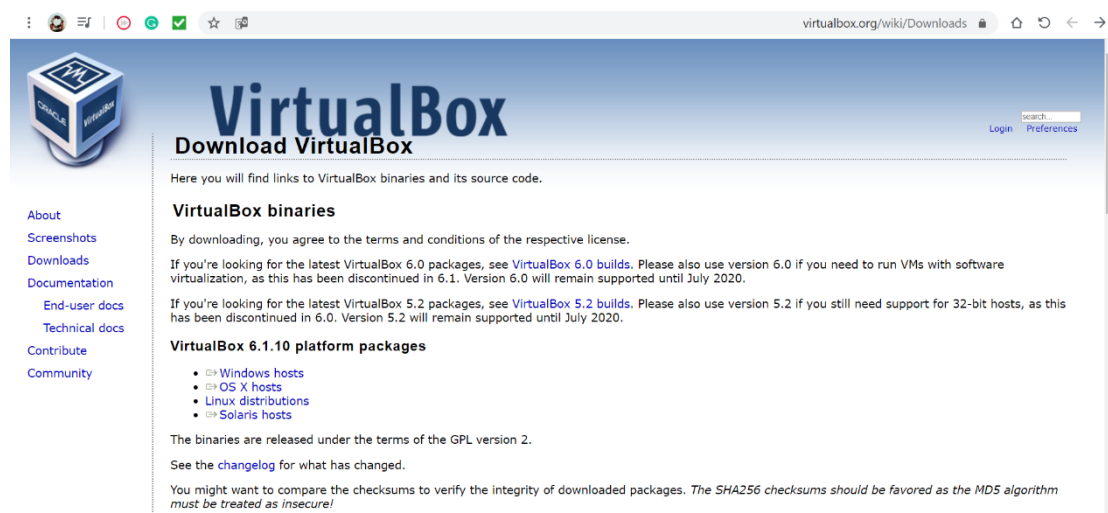 virtualbox.org/wiki/Downloads
ORACLE
VirtualBox
VirtualBox
search...
Login Preferences
Download VirtualBox
Here you will find links to VirtualBox binaries and its source code.
About
Screenshots
Downloads
Documentation
End-user docs
Technical docs
Contribute
Community
VirtualBox binaries
By downloading, you agree to the terms and conditions of the respective license.
If you're looking for the latest VirtualBox 6.0 packages, see VirtualBox 6.0 builds. Please also use version 6.0 if you need to run VMs with software
virtualization, as this has been discontinued in 6.1. Version 6.0 will remain supported until July 2020.
If you're looking for the latest VirtualBox 5.2 packages, see VirtualBox 5.2 builds. Please also use version 5.2 if you still need support for 32-bit hosts, as this
has been discontinued in 6.0. Version 5.2 will remain supported until July 2020.
VirtualBox 6.1.10 platform packages
Windows hosts
OS X hosts
Linux distributions
Solaris hosts
The binaries are released under the terms of the GPL version 2.
See the changelog for what has changed.
You might want to compare the checksums to verify the integrity of downloaded packages. The SHA256 checksums should be favored as the MD5 algorithm
must be treated as insecure!